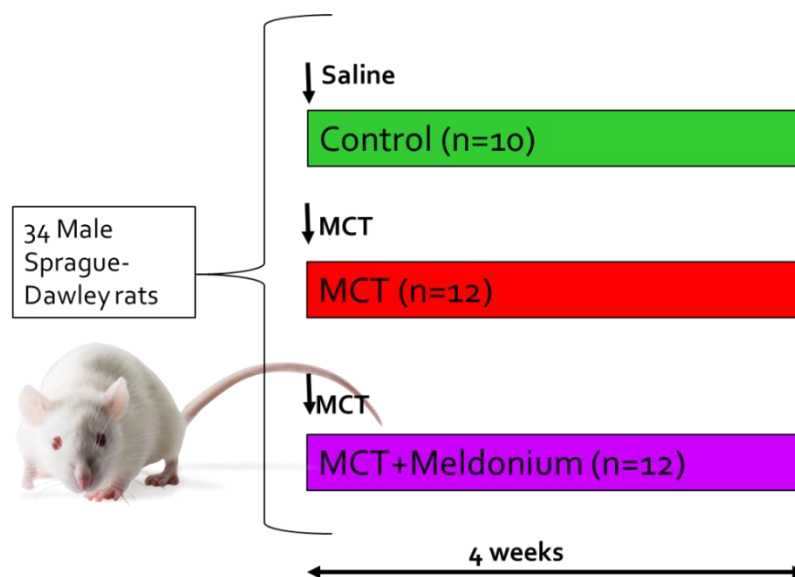 Saline
Control (n=10)
34 Male
Sprague-
Dawley rats
MCT
MCT (n=12)
MCT
MCT+Meldonium (n=12)
4 weeks